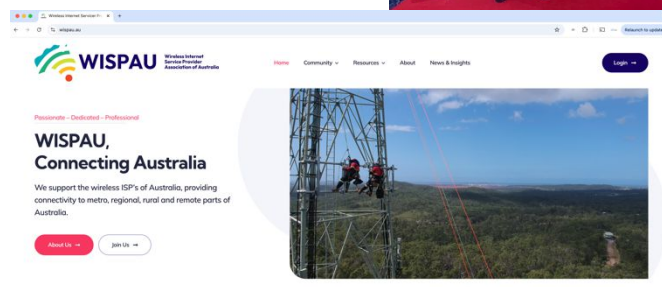 Wireless Internet Service Pr
wispau.au
Relaunch to update
WISPAU
Wireless Internet
Service Provider
Association of Australia
Home
Community
Resources
About
News & Insights
Login →
Passionate – Dedicated – Professional
WISPAU,
Connecting Australia
We support the wireless ISP's of Australia, providing
connectivity to metro, regional, rural and remote parts of
Australia.
About Us →
Join Us →